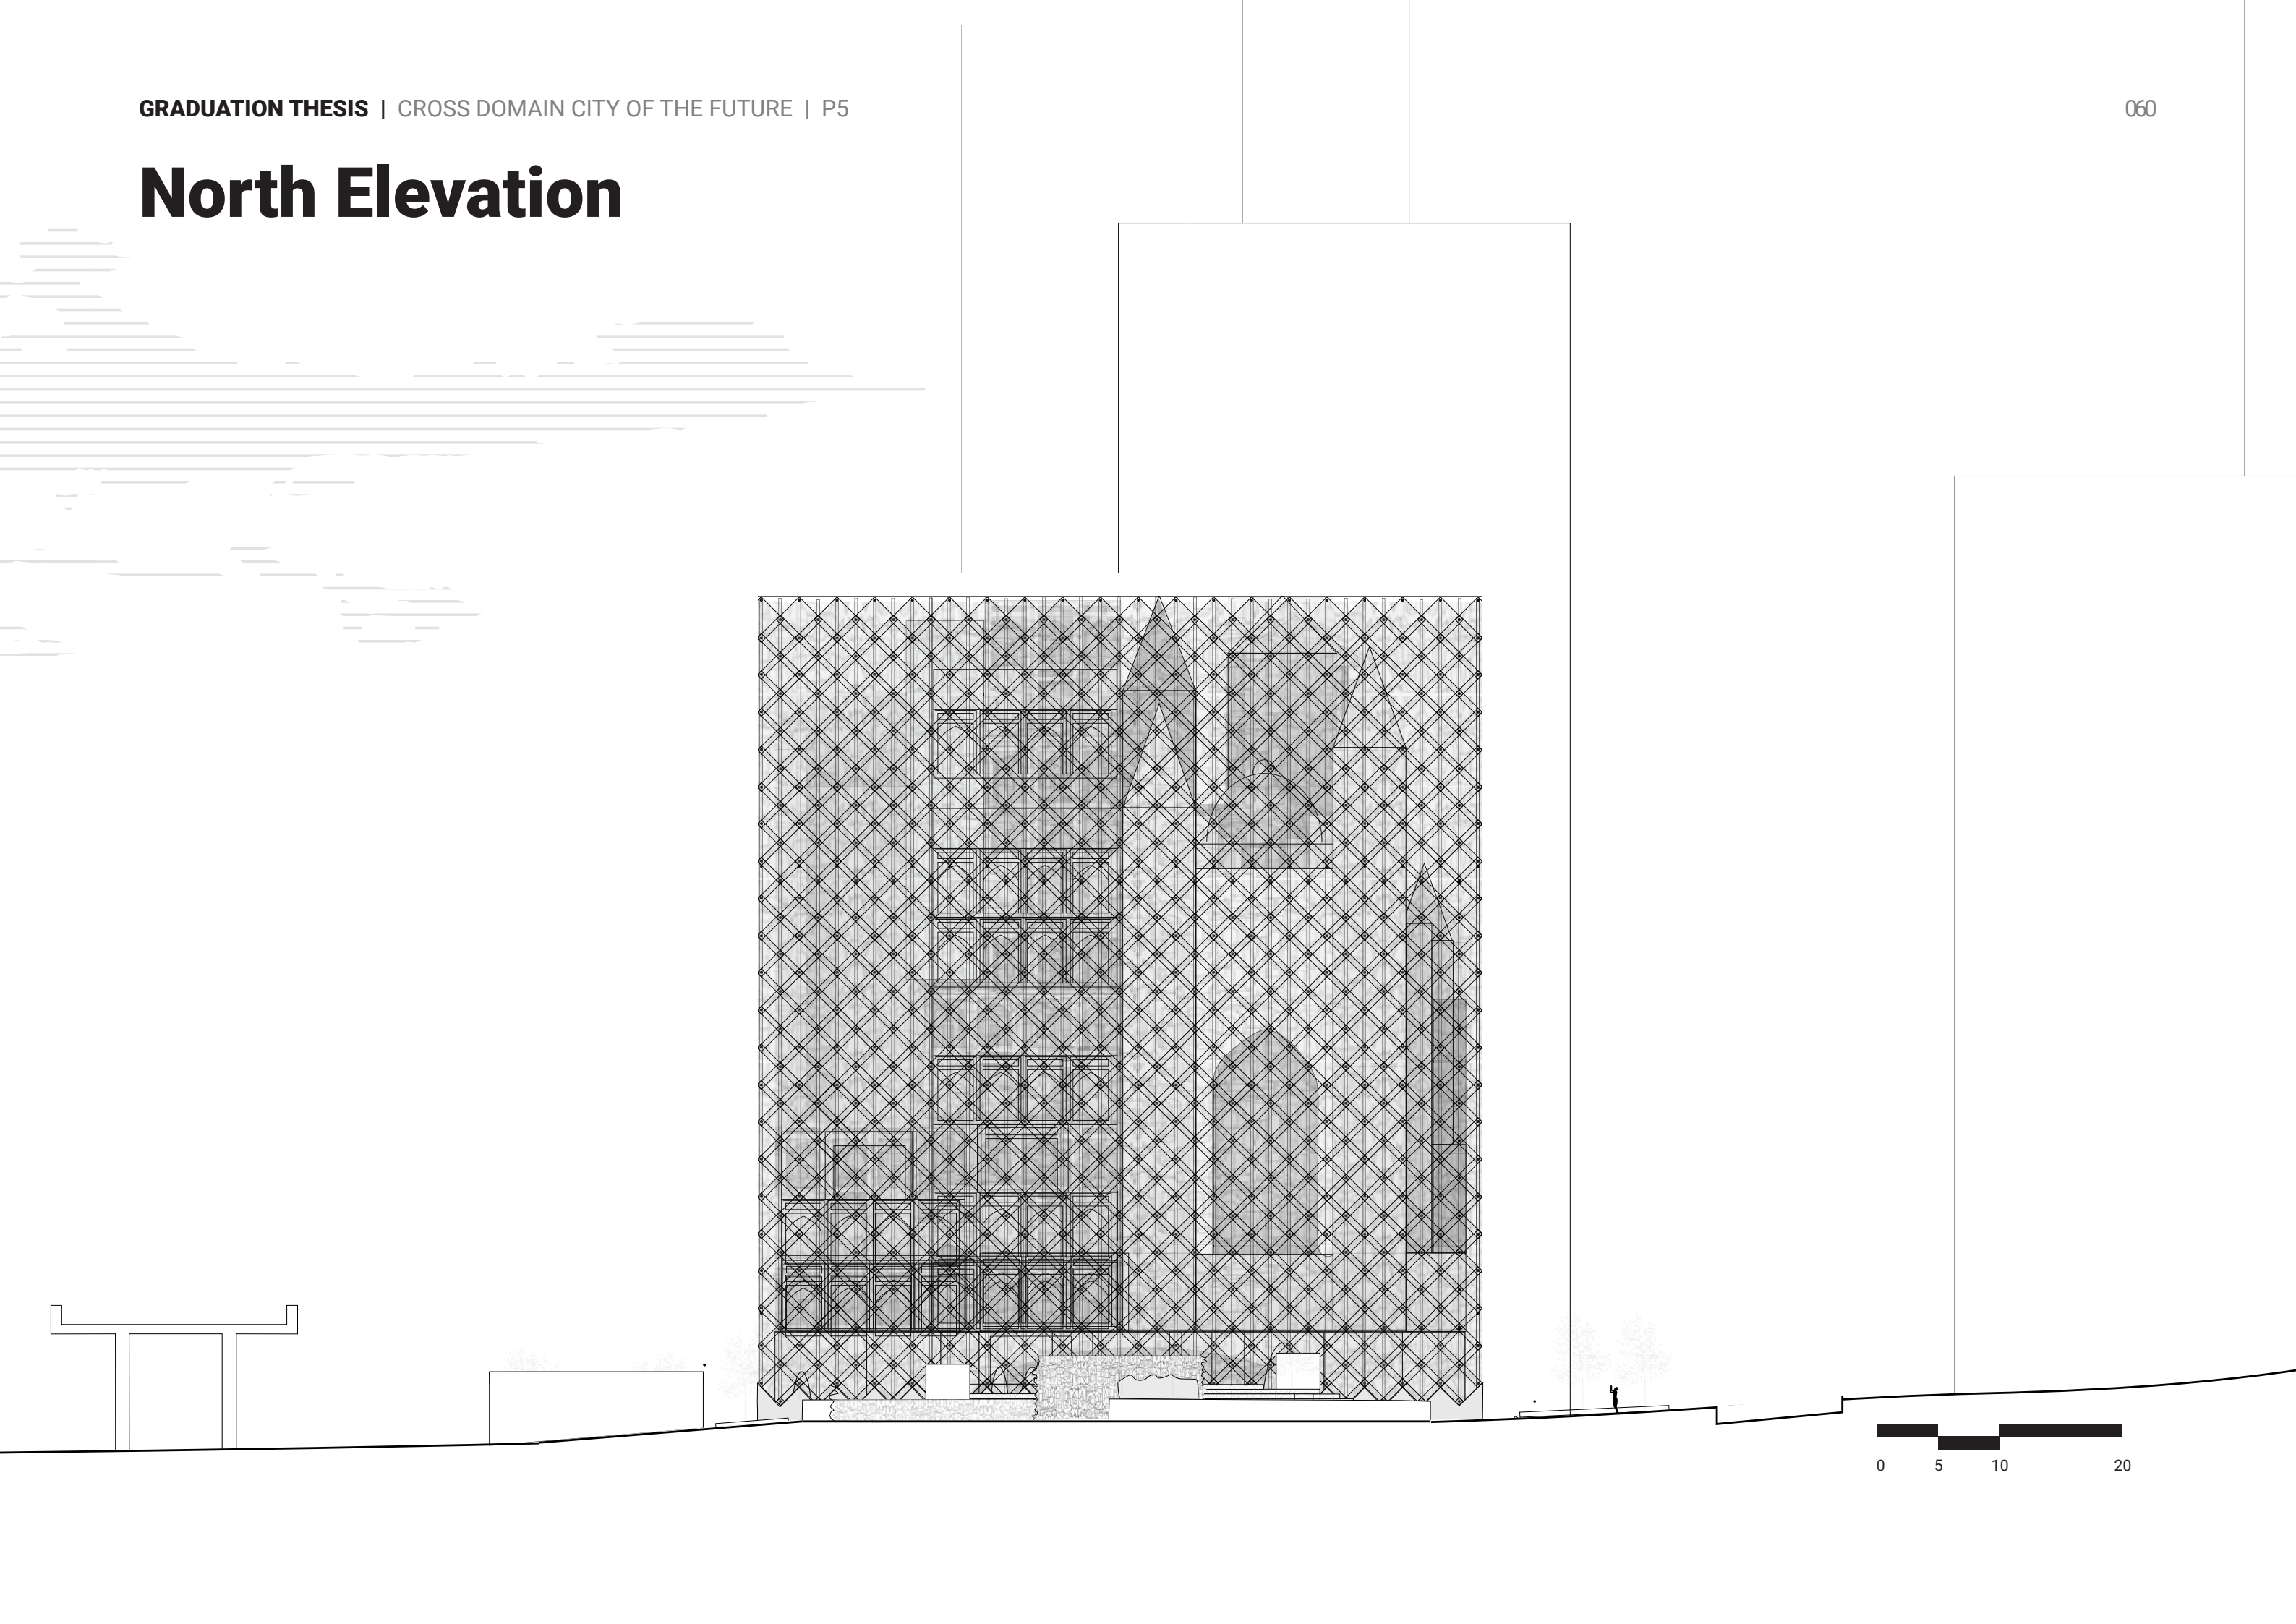 GRADUATION THESIS | CROSS DOMAIN CITY OF THE FUTURE | P5
060
North Elevation
0 5 10 20